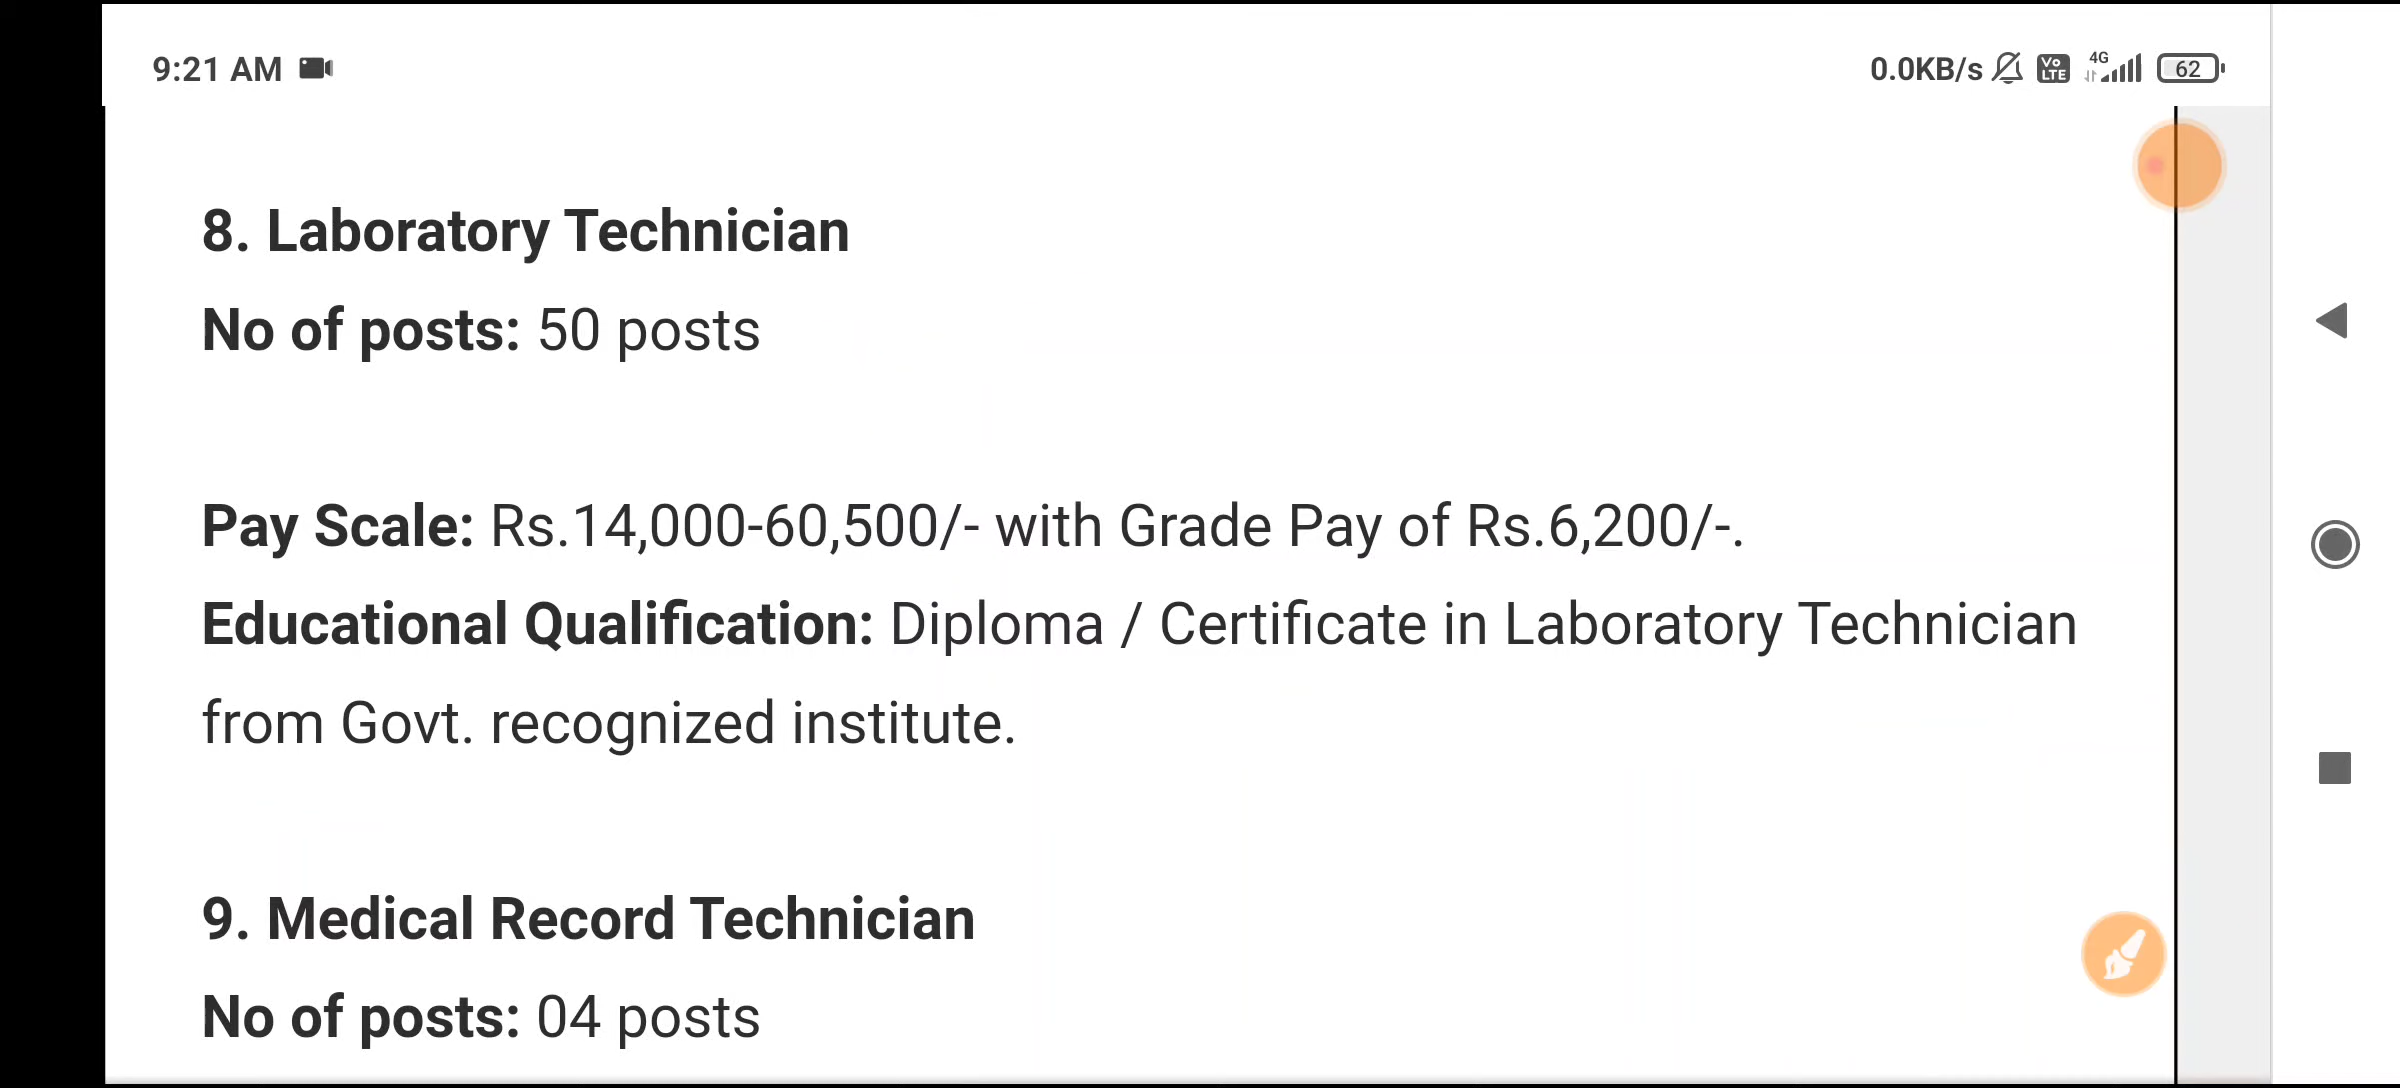 9:21 AM
0.0KB/s Vo LTE 4G 62
8. Laboratory Technician
No of posts: 50 posts
Pay Scale: Rs.14,000-60,500/- with Grade Pay of Rs.6,200/-.
Educational Qualification: Diploma / Certificate in Laboratory Technician
from Govt. recognized institute.
9. Medical Record Technician
No of posts: 04 posts